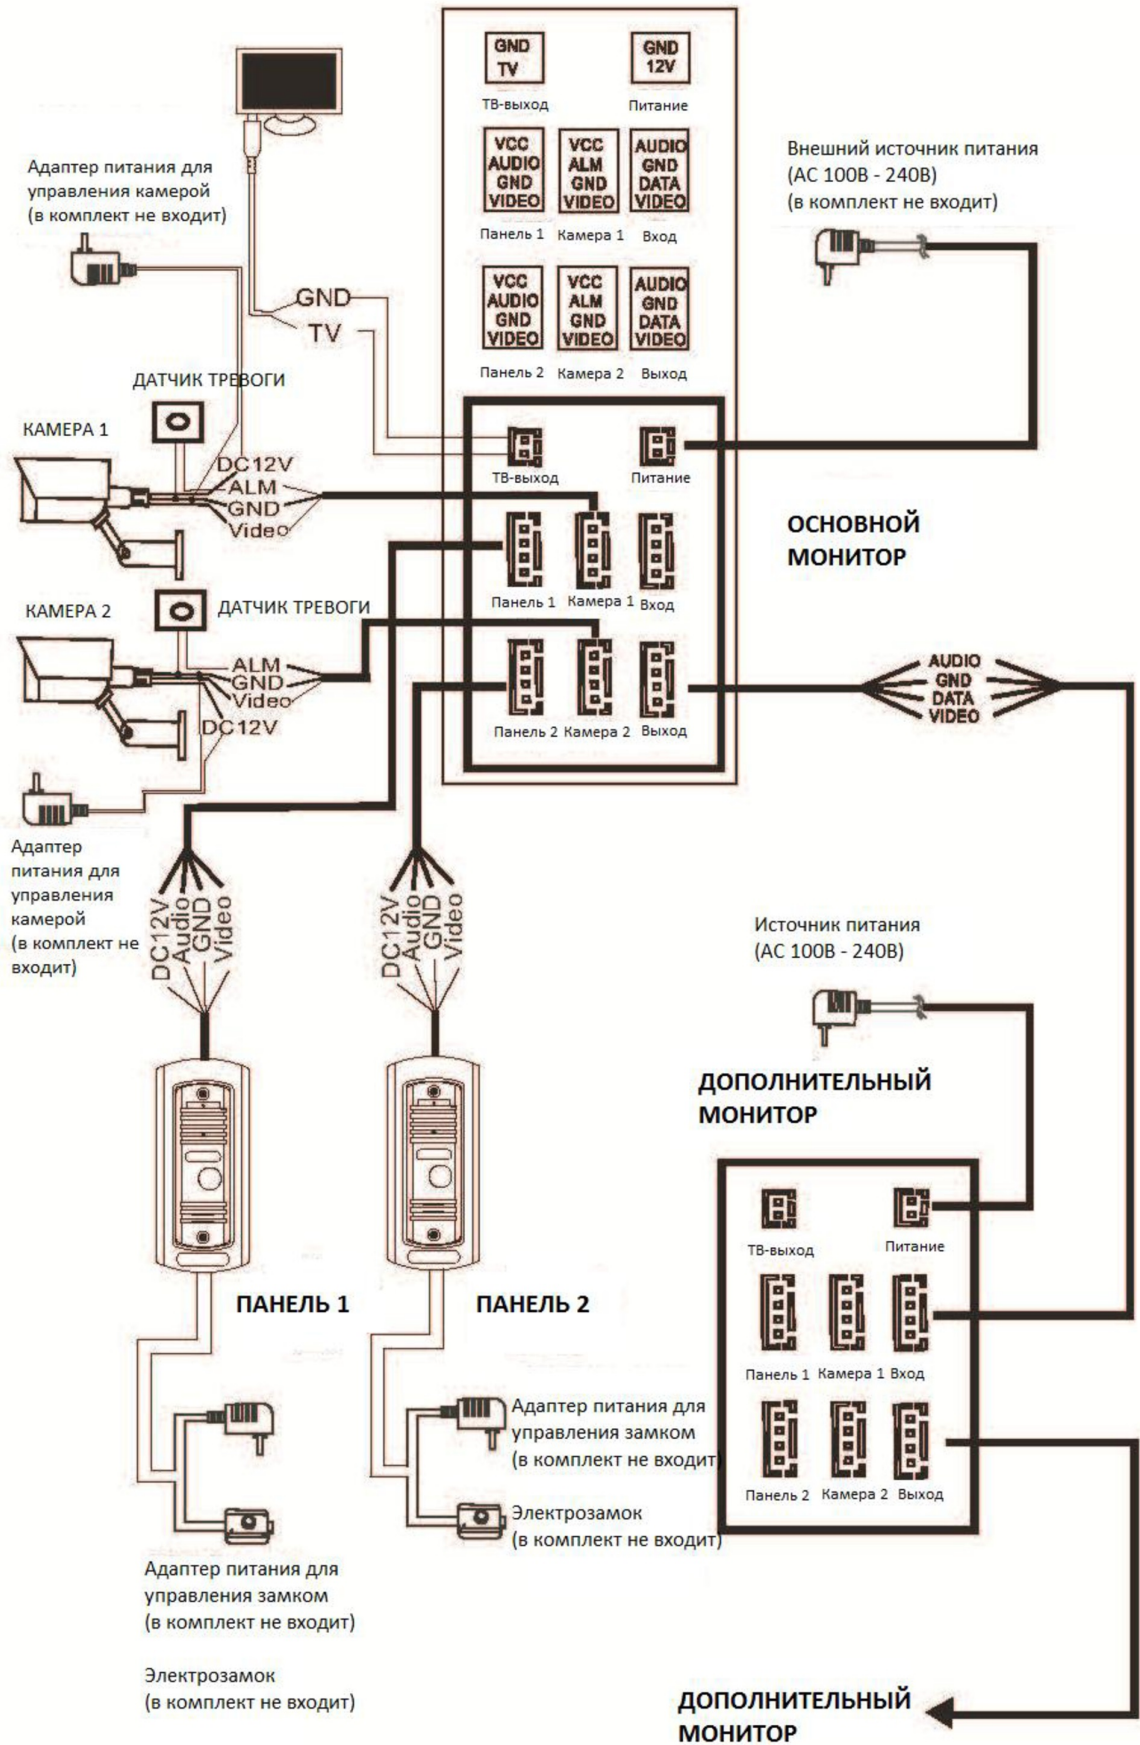 GND
TV
ТВ-выход
GND
12V
Питание
VCC
AUDIO
GND
VIDEO
Панель 1
VCC
ALM
GND
VIDEO
Камера 1
AUDIO
GND
DATA
VIDEO
Вход
VCC
AUDIO
GND
VIDEO
Панель 2
VCC
ALM
GND
VIDEO
Камера 2
AUDIO
GND
DATA
VIDEO
Выход
Адаптер питания для
управления камерой
(в комплект не входит)
Внешний источник питания
(АС 100В - 240В)
(в комплект не входит)
GND
TV
ДАТЧИК ТРЕВОГИ
КАМЕРА 1
DC12V
ALM
GND
Video
ТВ-выход
Питание
Панель 1
Камера 1
Вход
Панель 2
Камера 2
Выход
ОСНОВНОЙ
МОНИТОР
КАМЕРА 2
ДАТЧИК ТРЕВОГИ
ALM
GND
Video
DC12V
AUDIO
GND
DATA
VIDEO
Адаптер
питания для
управления
камерой
(в комплект не
входит)
DC12V
Audio
GND
Video
DC12V
Audio
GND
Video
Источник питания
(АС 100В - 240В)
ДОПОЛНИТЕЛЬНЫЙ
МОНИТОР
ТВ-выход
Питание
Панель 1
Камера 1
Вход
Панель 2
Камера 2
Выход
ПАНЕЛЬ 1
ПАНЕЛЬ 2
Адаптер питания для
управления замком
(в комплект не входит)
Электрозамок
(в комплект не входит)
Адаптер питания для
управления замком
(в комплект не входит)
Электрозамок
(в комплект не входит)
ДОПОЛНИТЕЛЬНЫЙ
МОНИТОР